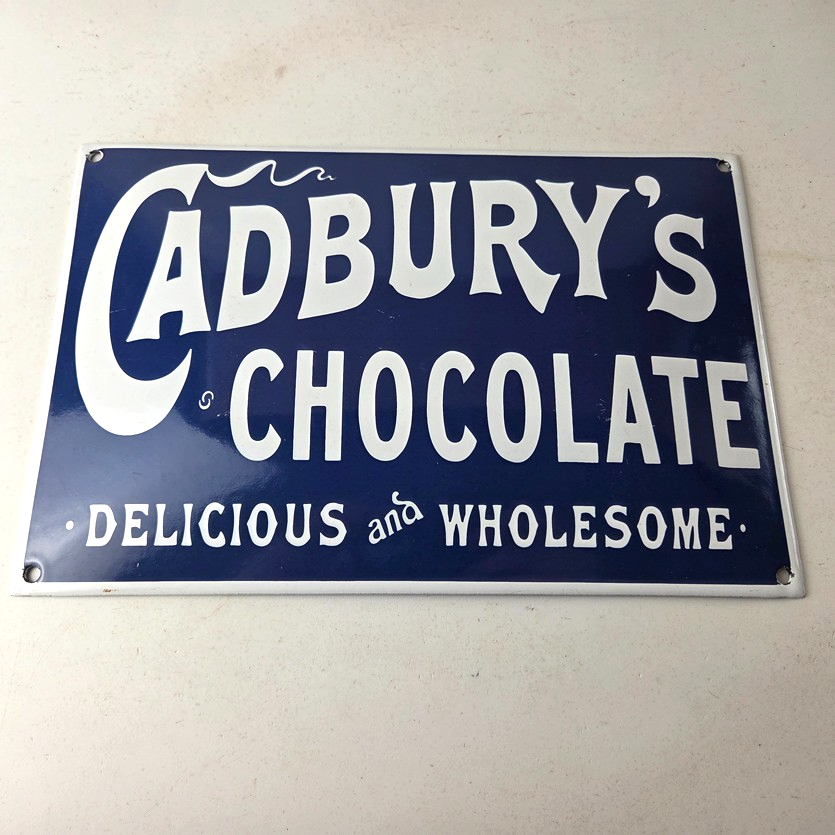 CADBURY'S
CHOCOLATE
·DELICIOUS and WHOLESOME·